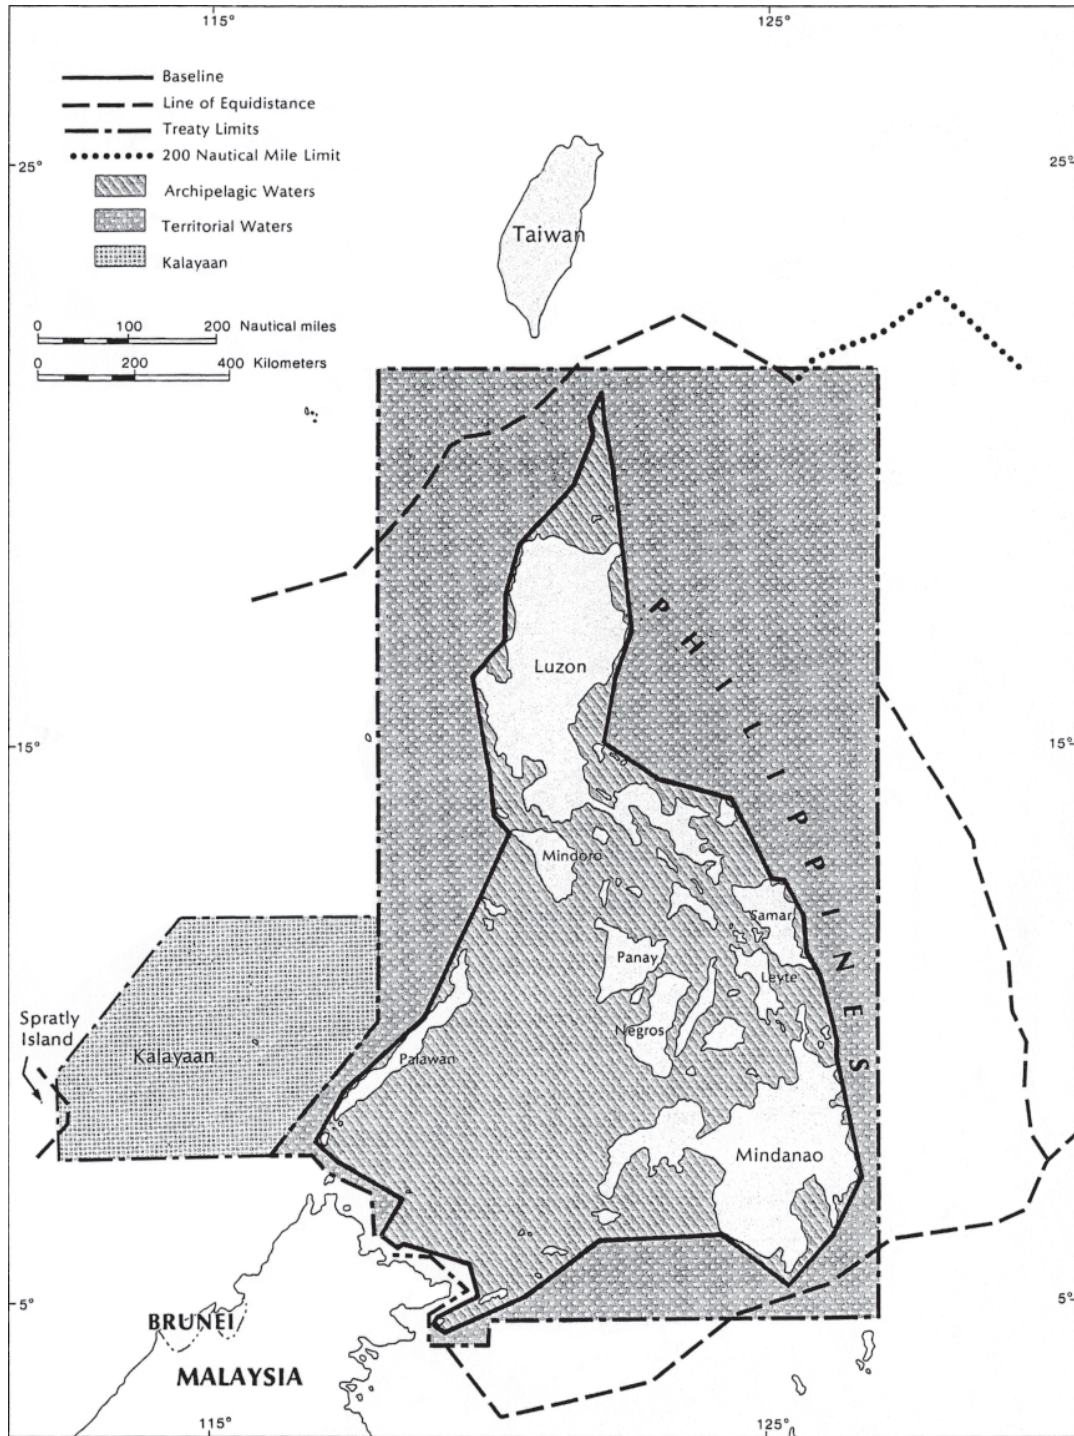 115°
125°
Baseline
Line of Equidistance
Treaty Limits
200 Nautical Mile Limit
Archipelagic Waters
Territorial Waters
Kalayaan
25°
25°
Taiwan
0 100 200 Nautical miles
0 200 400 Kilometers
PHILIPPINES
Luzon
15°
15°
Mindoro
Samar
Panay
Leyte
Spratly
Island
Kalayaan
Negros
Palawan
Mindanao
5°
5°
BRUNEI
MALAYSIA
115°
125°